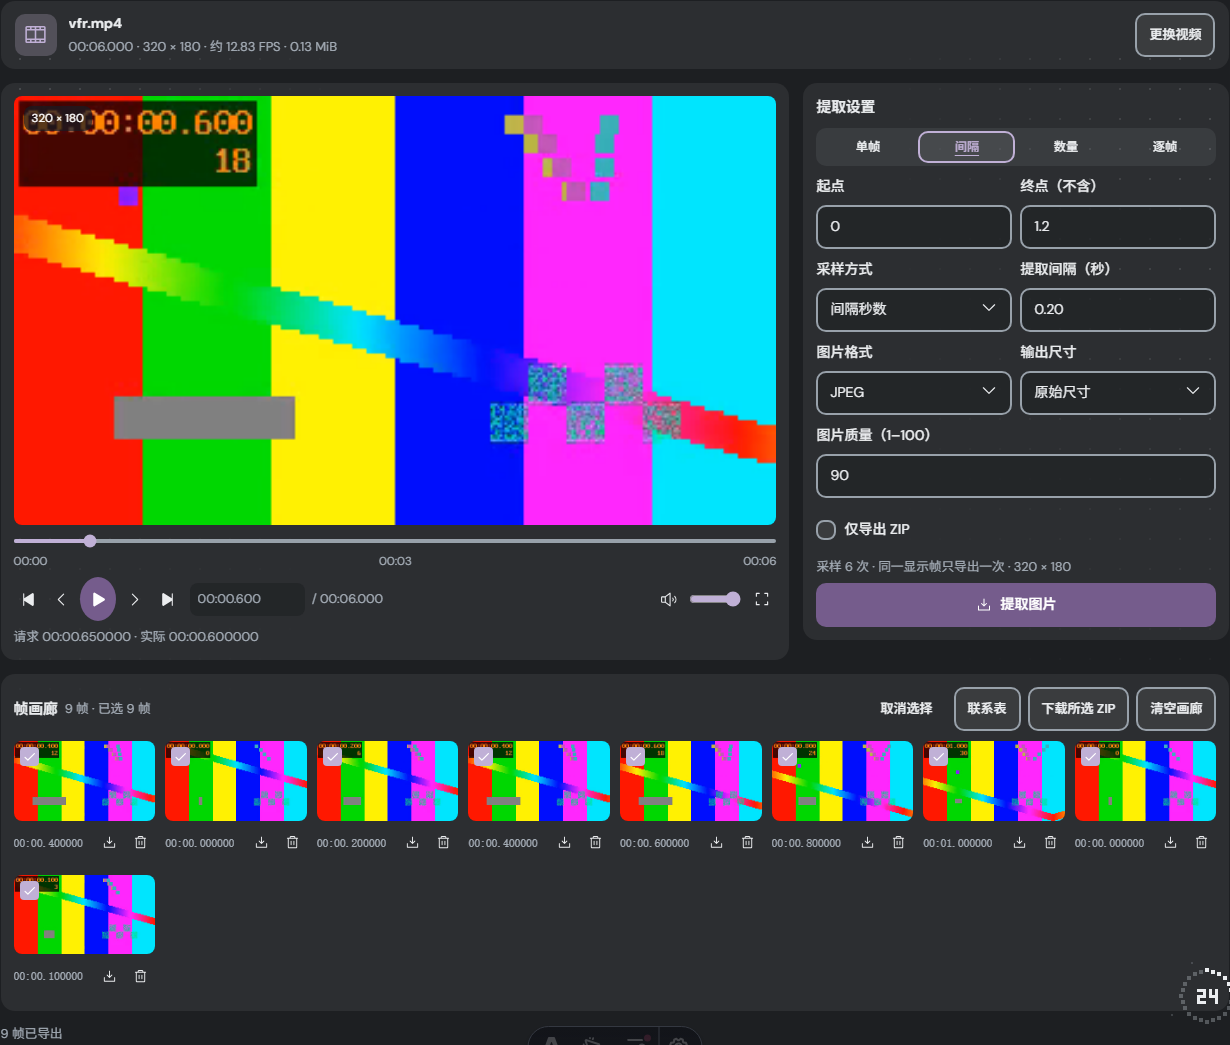 vfr.mp4
00:06.000 · 320 × 180 · 约 12.83 FPS · 0.13 MiB
更换视频
320 × 180
00:00:00.600
18
00:00
00:03
00:06
00:00.600
/ 00:06.000
请求 00:00.650000 · 实际 00:00.600000
提取设置
单帧
间隔
数量
逐帧
起点
终点（不含）
0
1.2
采样方式
提取间隔（秒）
间隔秒数
0.20
图片格式
输出尺寸
JPEG
原始尺寸
图片质量（1–100）
90
仅导出 ZIP
采样 6 次 · 同一显示帧只导出一次 · 320 × 180
提取图片
帧画廊 9 帧 · 已选 9 帧
取消选择
联系表
下载所选 ZIP
清空画廊
00:00.400000
00:00.000000
00:00.200000
00:00.400000
00:00.600000
00:00.800000
00:01.000000
00:00.000000
00:00.100000
24
9 帧已导出